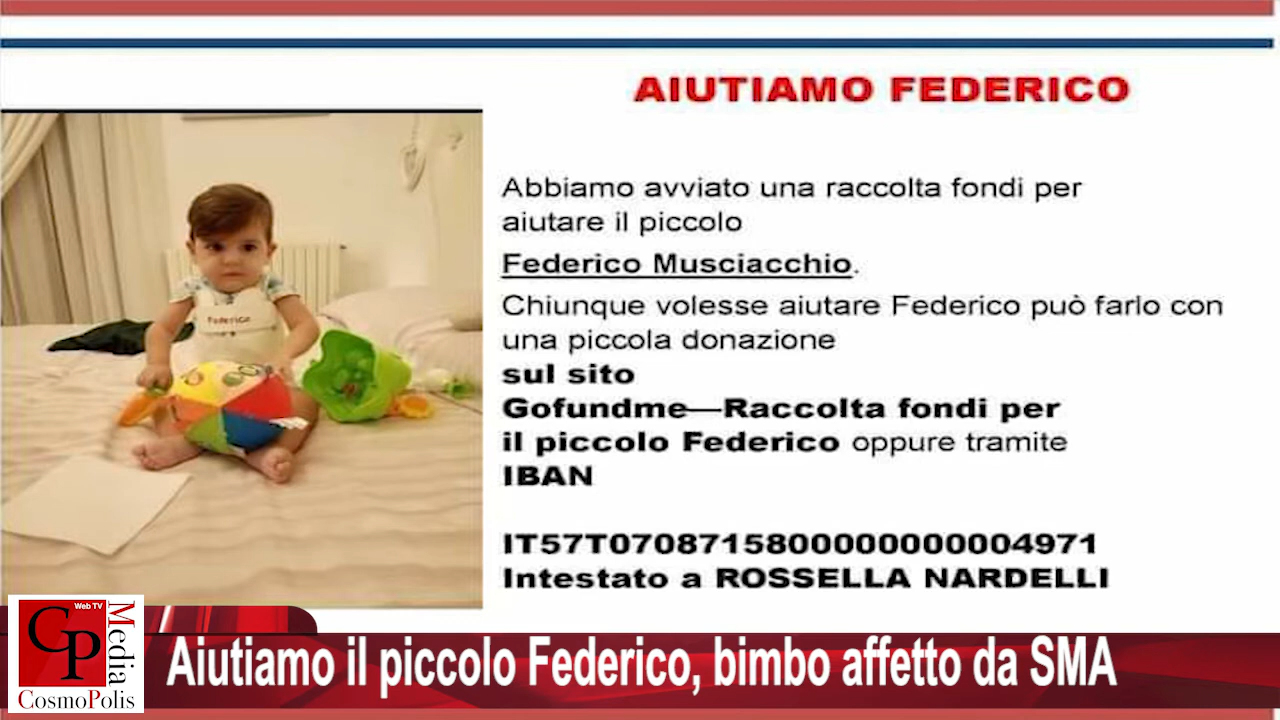 AIUTIAMO FEDERICO
Abbiamo avviato una raccolta fondi per
aiutare il piccolo
Federico Musciacchio.
Chiunque volesse aiutare Federico può farlo con
una piccola donazione
sul sito
Gofundme—Raccolta fondi per
il piccolo Federico oppure tramite
IBAN
IT57T0708715800000000004971
Intestato a ROSSELLA NARDELLI
Federico
Web TV
CP
Media
CosmoPolis
Aiutiamo il piccolo Federico, bimbo affetto da SMA